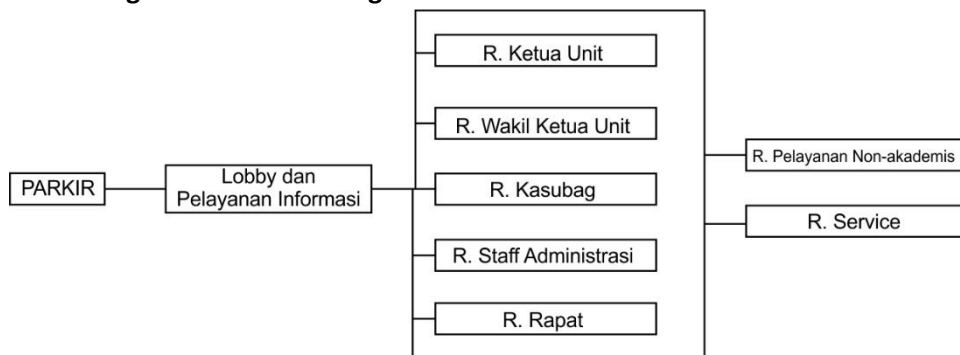 R. Ketua Unit
R. Wakil Ketua Unit
R. Pelayanan Non-akademis
PARKIR
Lobby dan
Pelayanan Informasi
R. Kasubag
R. Service
R. Staff Administrasi
R. Rapat